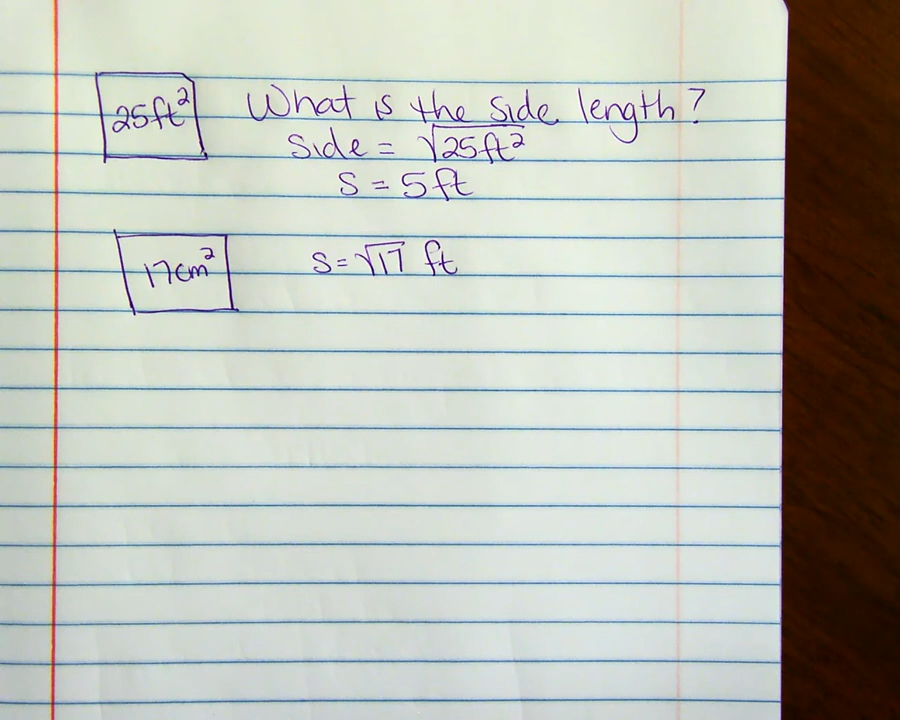 25ft² What is the side length?
side = √25ft²
s = 5ft
17cm² s=√17 ft